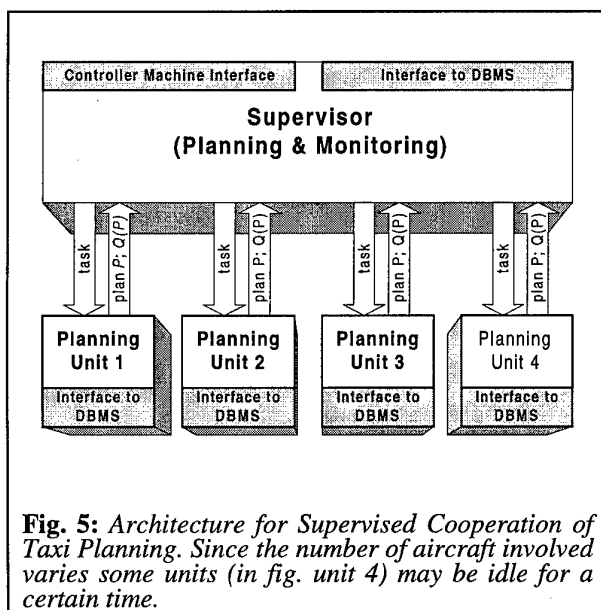 Controller Machine Interface
Interface to DBMS
Supervisor
(Planning & Monitoring)
task
plan P; Q(P)
task
plan P; Q(P)
task
plan P; Q(P)
task
plan P; Q(P)
Planning
Unit 1
Interface to
DBMS
Planning
Unit 2
Interface to
DBMS
Planning
Unit 3
Interface to
DBMS
Planning
Unit 4
Interface to
DBMS
Fig. 5: Architecture for Supervised Cooperation of
Taxi Planning. Since the number of aircraft involved
varies some units (in fig. unit 4) may be idle for a
certain time.